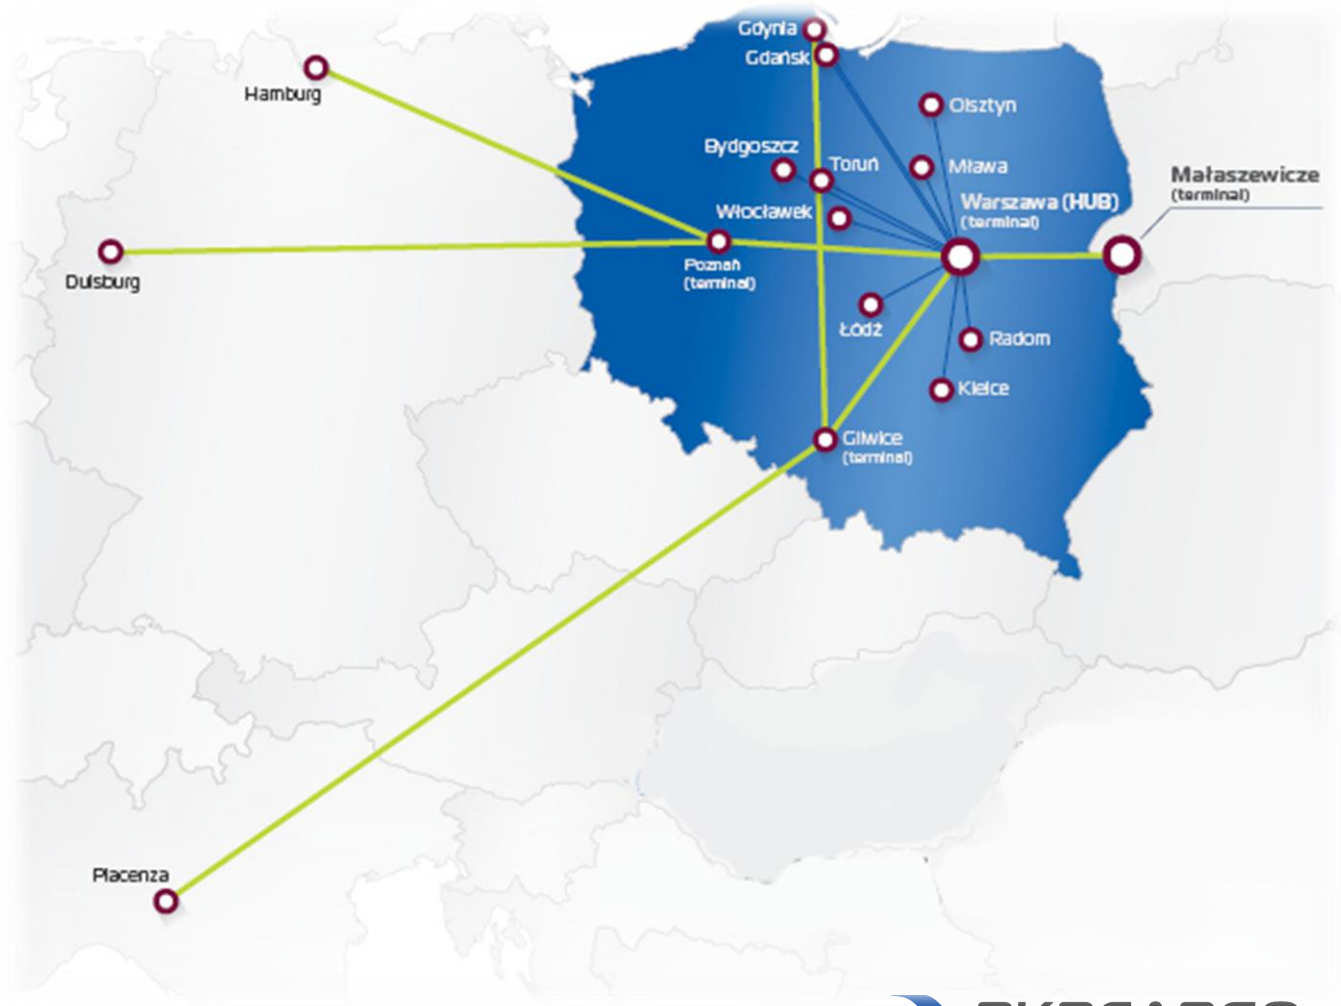 Gdynia
Gdańsk
Hamburg
Olsztyn
Bydgoszcz
Toruń
Mława
Małaszewicze
(terminal)
Warszawa (HUB)
(terminal)
Włocławek
Poznań
(terminal)
Duisburg
Łódź
Radom
Kielce
Gliwice
(terminal)
Piacenza